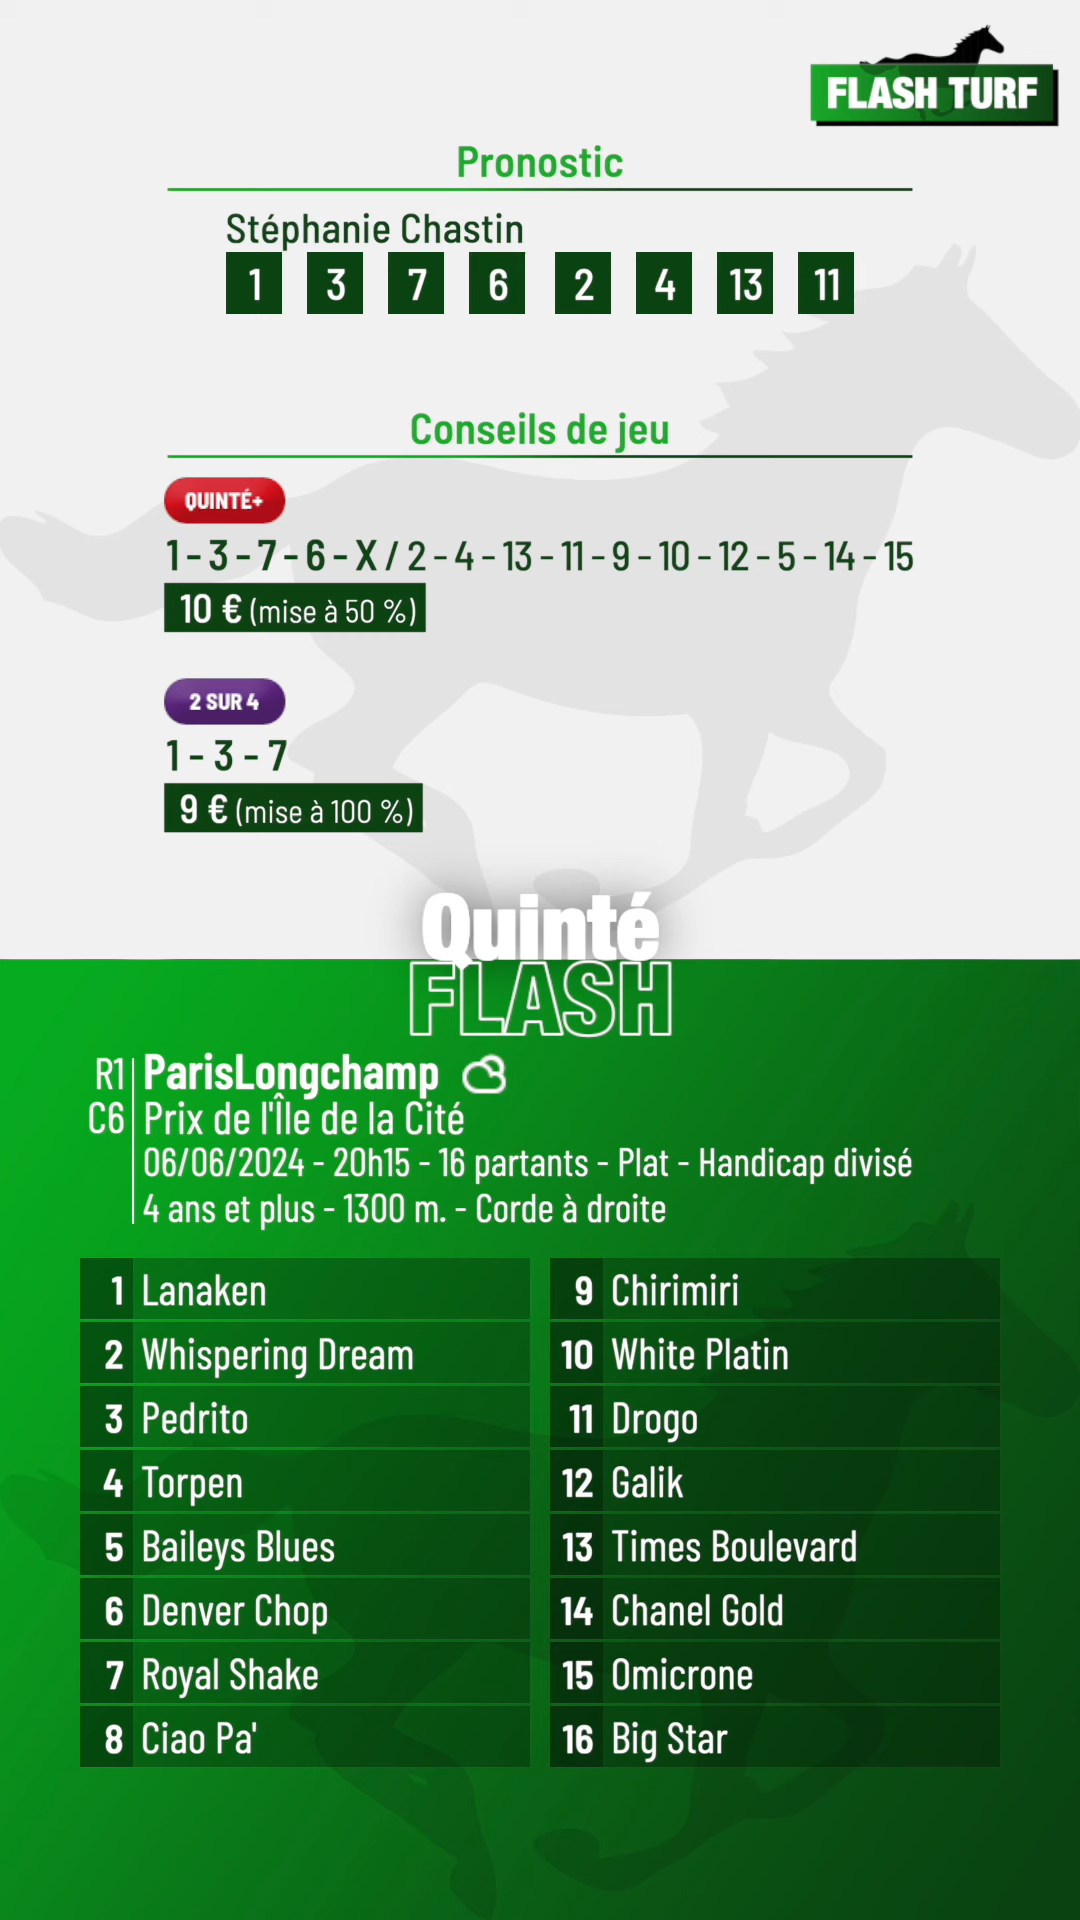 FLASH TURF
Pronostic
Stéphanie Chastin
1 3 7 6 2 4 13 11
Conseils de jeu
QUINTÉ+
1 - 3 - 7 - 6 - X / 2 - 4 - 13 - 11 - 9 - 10 - 12 - 5 - 14 - 15
10 € (mise à 50 %)
2 SUR 4
1 - 3 - 7
9 € (mise à 100 %)
Quinté
FLASH
R1 ParisLongchamp
C6 Prix de l'Île de la Cité
06/06/2024 - 20h15 - 16 partants - Plat - Handicap divisé
4 ans et plus - 1300 m. - Corde à droite
1 Lanaken
2 Whispering Dream
3 Pedrito
4 Torpen
5 Baileys Blues
6 Denver Chop
7 Royal Shake
8 Ciao Pa'
9 Chirimiri
10 White Platin
11 Drogo
12 Galik
13 Times Boulevard
14 Chanel Gold
15 Omicrone
16 Big Star